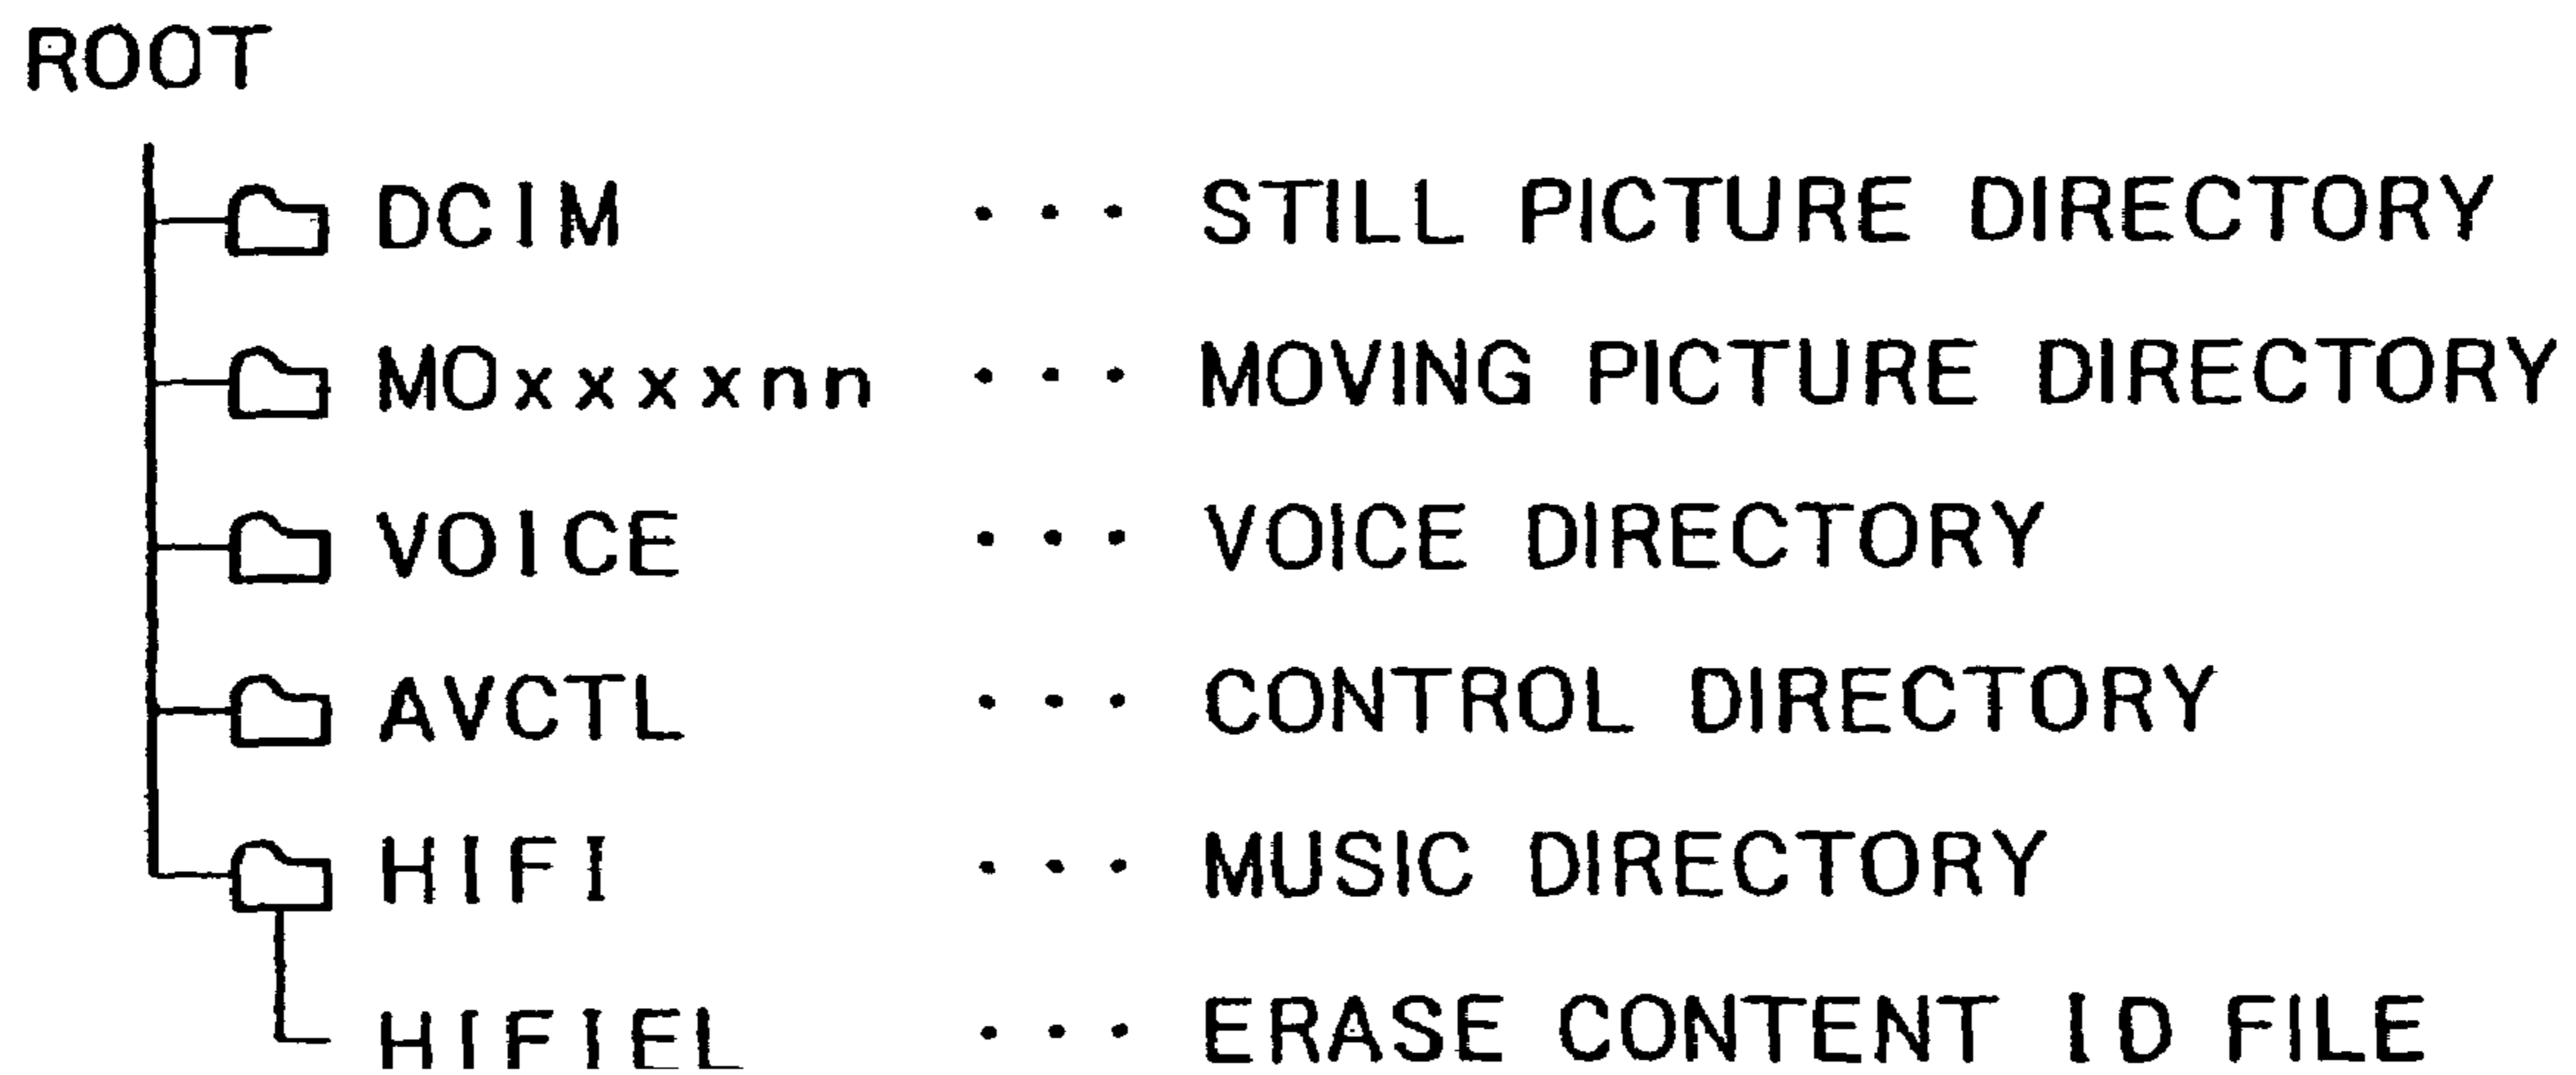 ROOT
DCIM ・・・ STILL PICTURE DIRECTORY
MOxxxxnn ・・・ MOVING PICTURE DIRECTORY
VOICE ・・・ VOICE DIRECTORY
AVCTL ・・・ CONTROL DIRECTORY
HIFI ・・・ MUSIC DIRECTORY
HIFIEL ・・・ ERASE CONTENT ID FILE